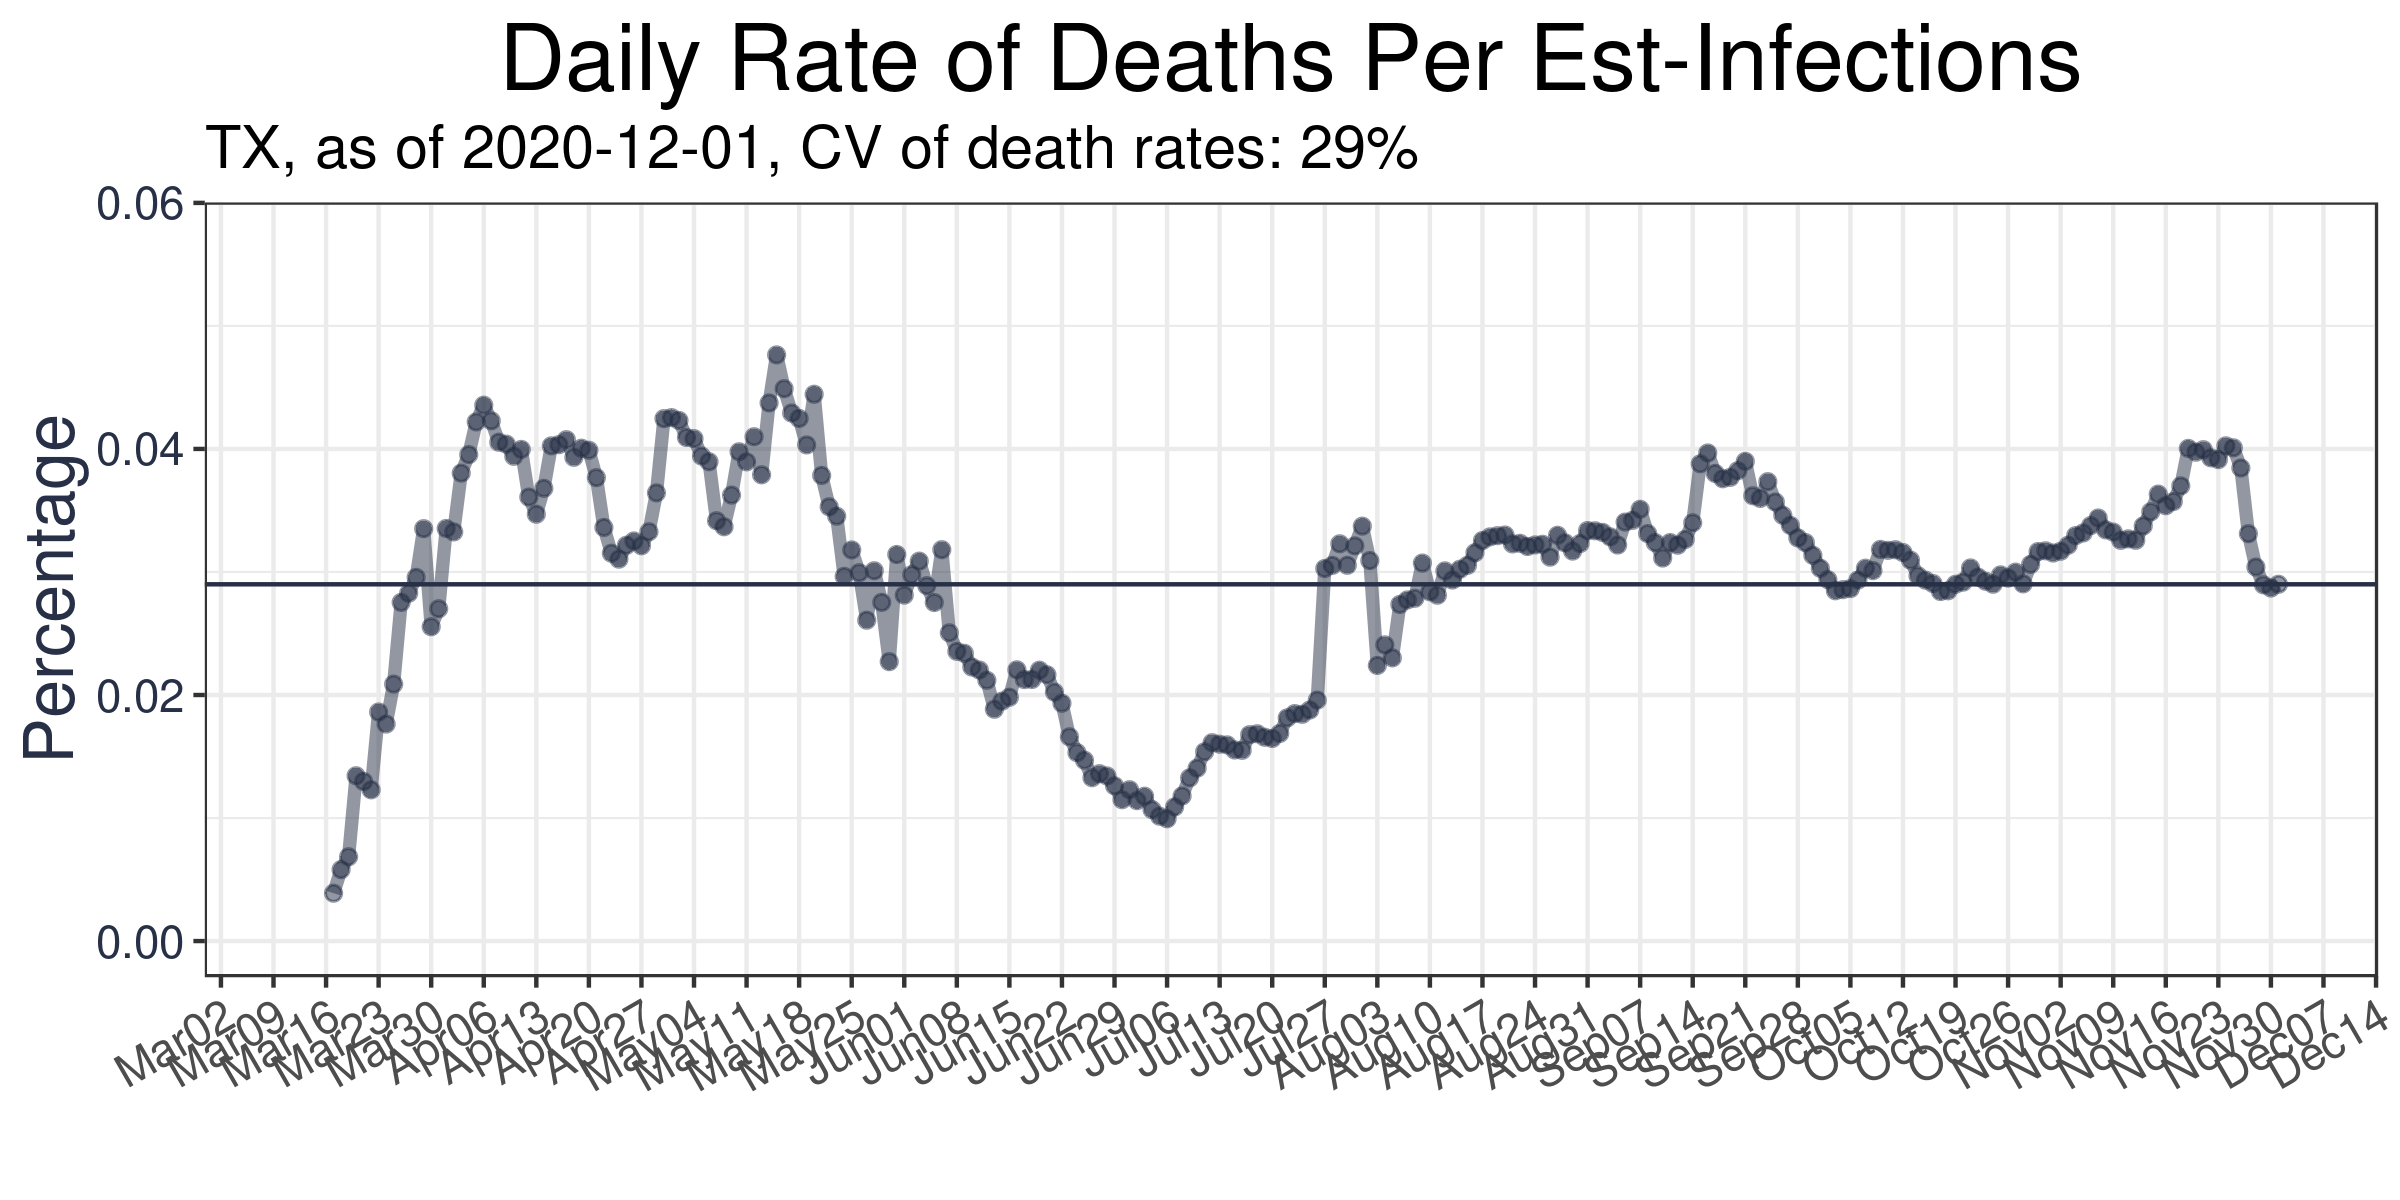 Daily Rate of Deaths Per Est-Infections
TX, as of 2020-12-01, CV of death rates: 29%
Percentage
0.06
0.04
0.02
0.00
Mar02 Mar09 Mar16 Mar23 Mar30 Apr06 Apr13 Apr20 Apr27 May04 May11 May18 May25 Jun01 Jun08 Jun15 Jun22 Jun29 Jul06 Jul13 Jul20 Jul27 Aug03 Aug10 Aug17 Aug24 Aug31 Sep07 Sep14 Sep21 Sep28 Oct05 Oct12 Oct19 Oct26 Nov02 Nov09 Nov16 Nov23 Nov30 Dec07 Dec14